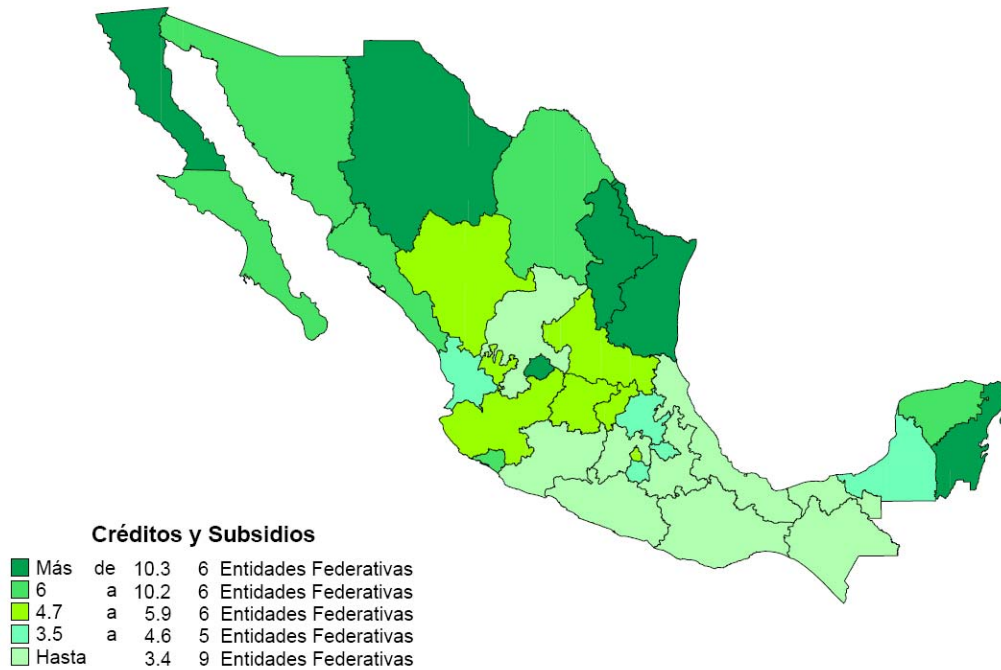 Créditos y Subsidios
Más de 10.3 6 Entidades Federativas
6 a 10.2 6 Entidades Federativas
4.7 a 5.9 6 Entidades Federativas
3.5 a 4.6 5 Entidades Federativas
Hasta 3.4 9 Entidades Federativas